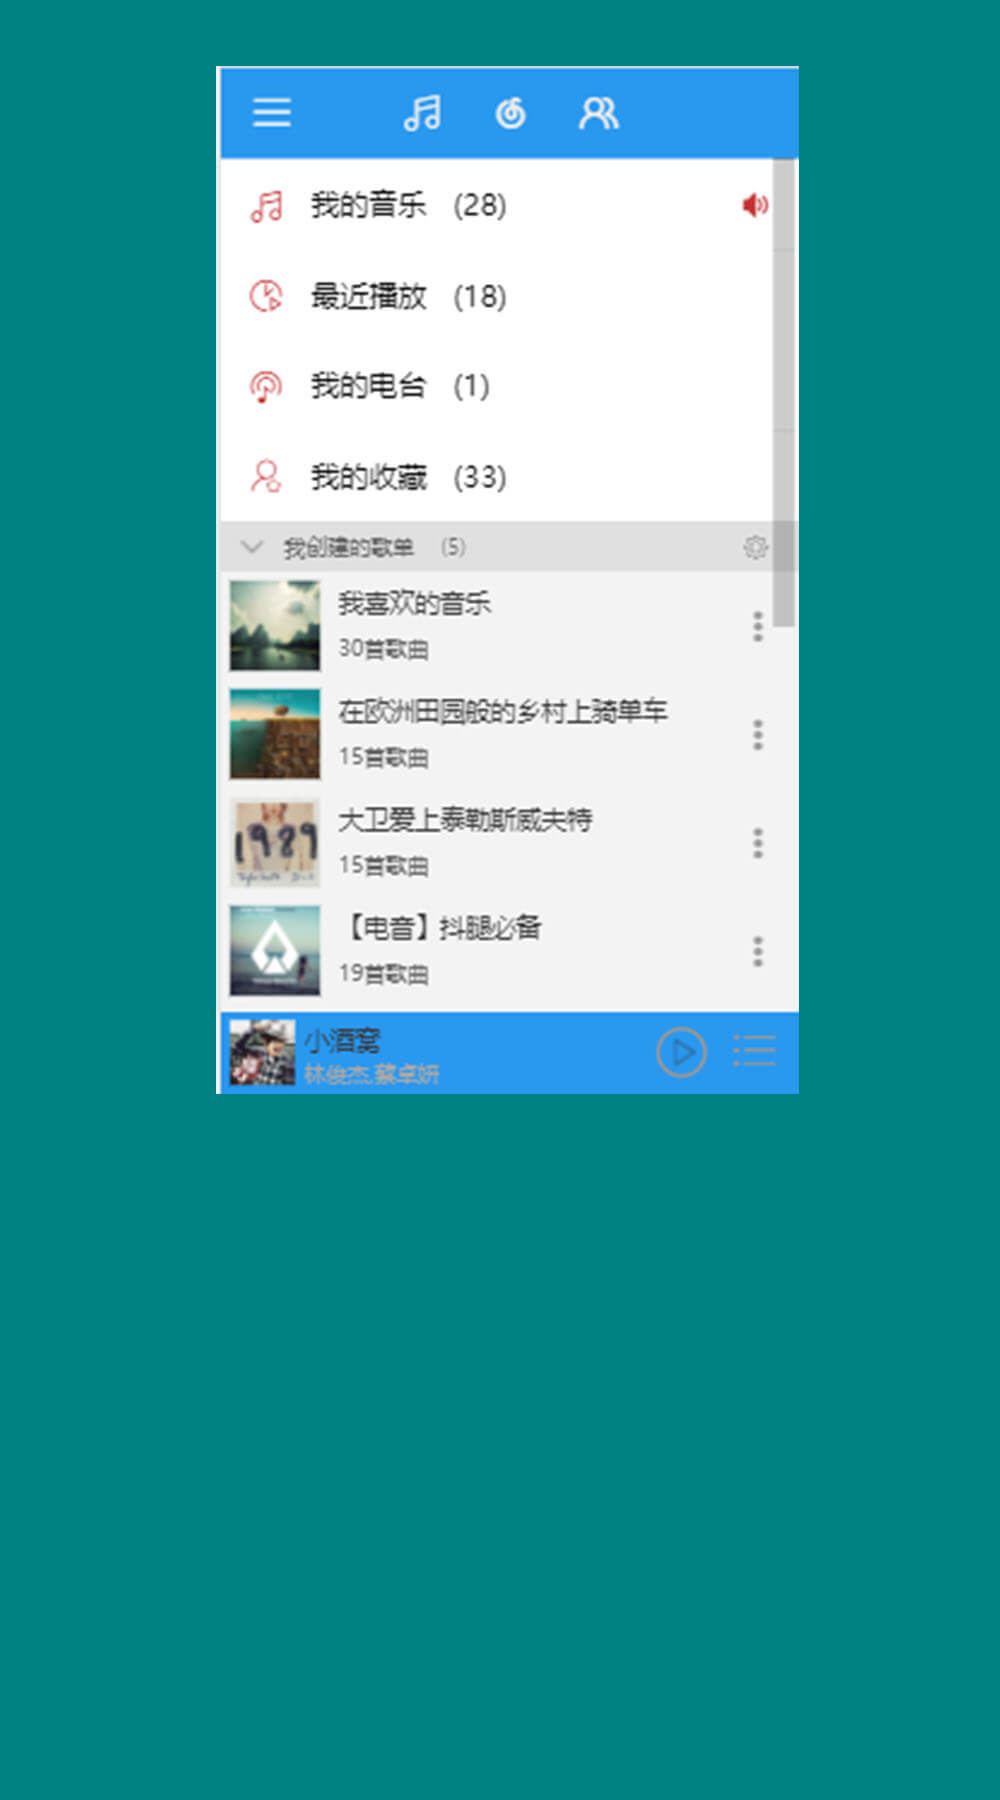 我的音乐 (28)
最近播放 (18)
我的电台 (1)
我的收藏 (33)
我创建的歌单 (5)
我喜欢的音乐
30首歌曲
在欧洲田园般的乡村上骑单车
15首歌曲
1989
大卫爱上泰勒斯威夫特
15首歌曲
【电音】抖腿必备
19首歌曲
小酒窝
林俊杰,蔡卓妍